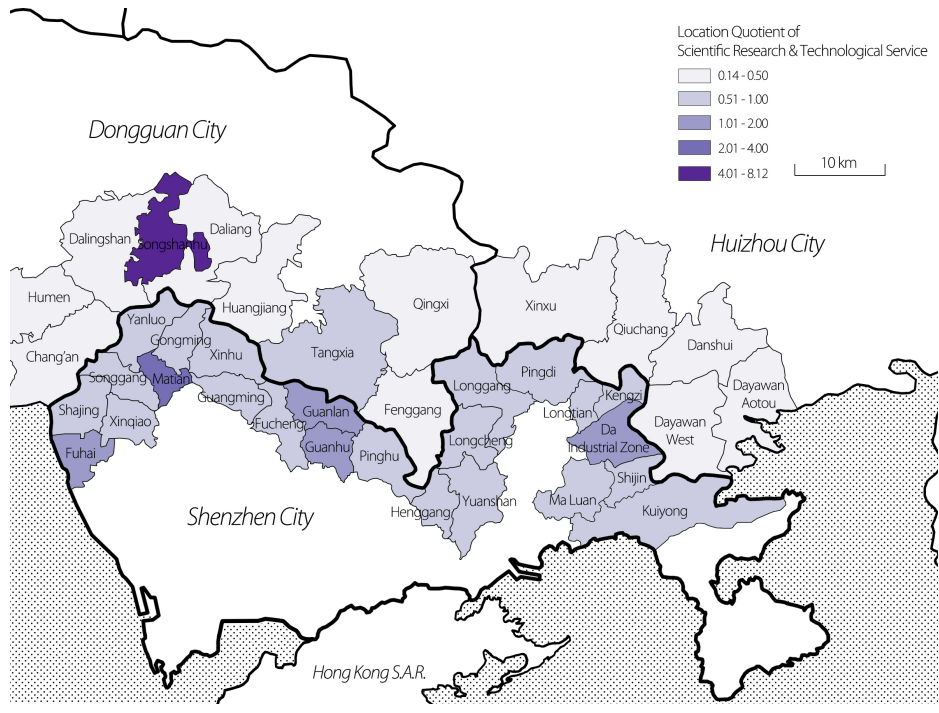 Location Quotient of
Scientific Research & Technological Service
0.14 - 0.50
0.51 - 1.00
1.01 - 2.00
2.01 - 4.00
4.01 - 8.12
10 km
Dongguan City
Huizhou City
Shenzhen City
Hong Kong S.A.R.
Dalingshan
Songshanhu
Daliang
Humen
Huangjiang
Qingxi
Xinxu
Qiuchang
Yanluo
Gongming
Xinhu
Tangxia
Danshui
Chang'an
Songgang
Matian
Guangming
Longgang
Pingdi
Kengzi
Dayawan
Aotou
Shajing
Xinqiao
Fucheng
Guanlan
Fenggang
Longtian
Dayawan
West
Da
Industrial Zone
Fuhai
Guanhu
Pinghu
Longcheng
Shijin
Henggang
Yuanshan
Ma Luan
Kuiyong